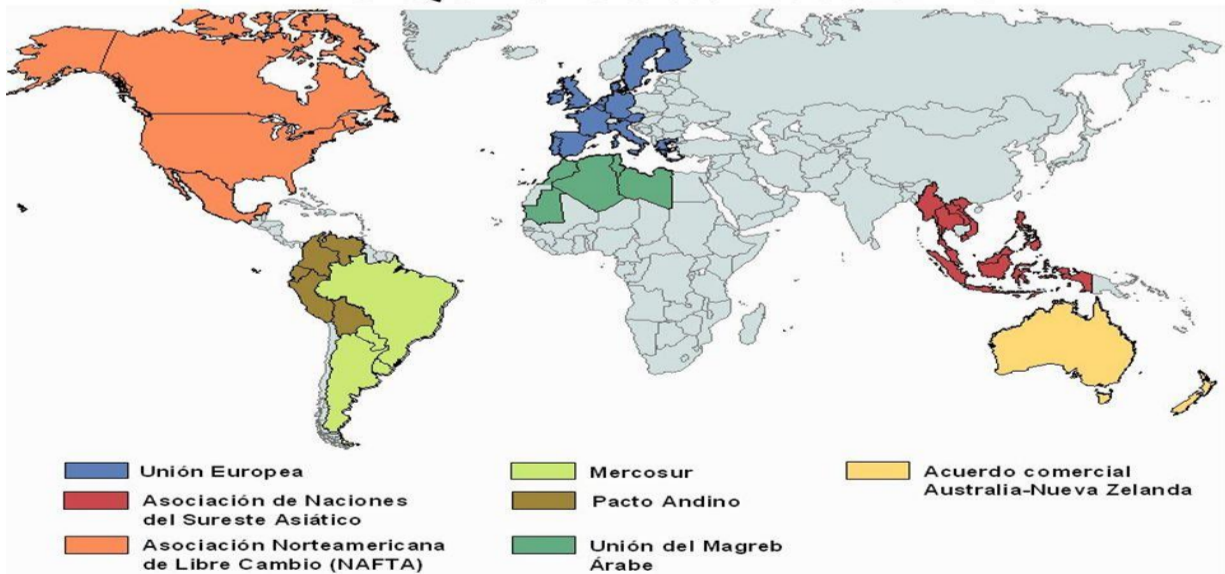 Unión Europea
Asociación de Naciones
del Sureste Asiático
Asociación Norteamericana
de Libre Cambio (NAFTA)
Mercosur
Pacto Andino
Unión del Magreb
Árabe
Acuerdo comercial
Australia-Nueva Zelanda